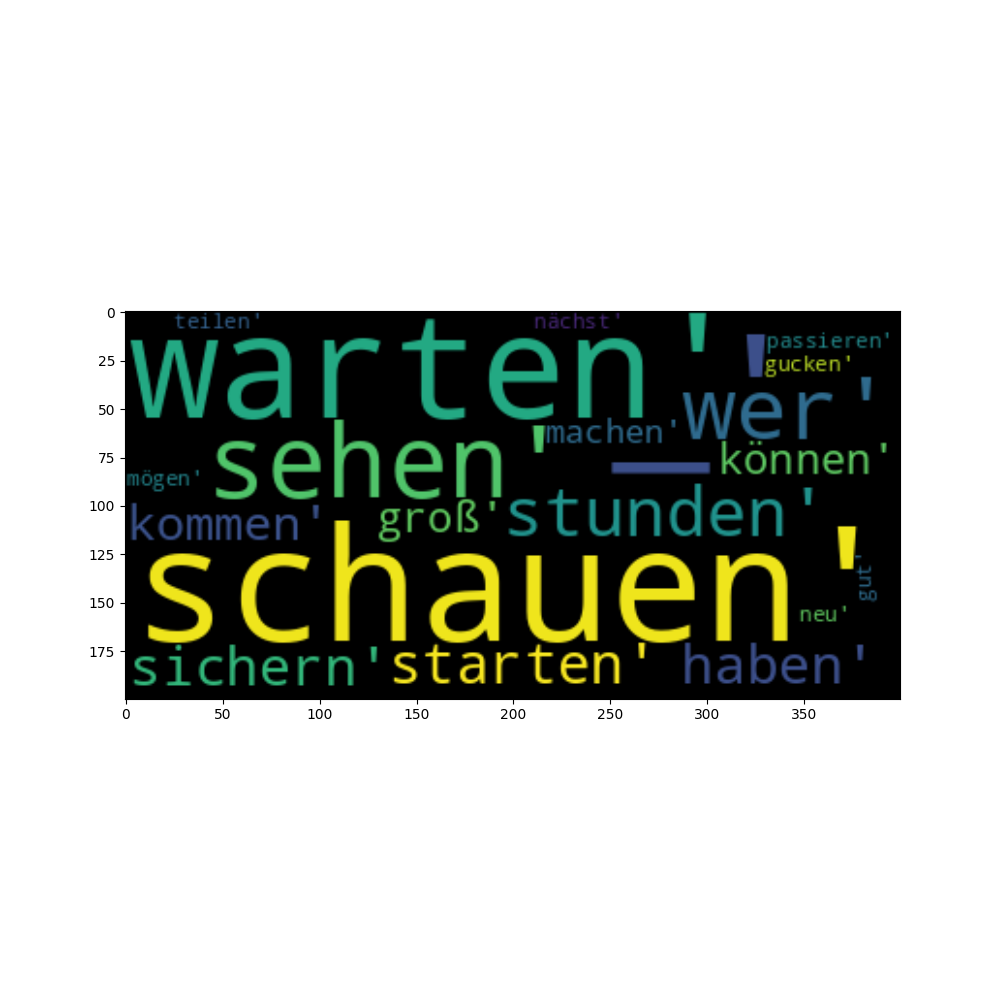 teilen' nächst'
warten'
passieren'
gucken'
wer'
machen'
sehen'
können'
mögen'
stunden'
kommen' groß'
schauen'
gut'
neu'
sichern' starten' haben'
_'
0
25
50
75
100
125
150
175
0 50 100 150 200 250 300 350